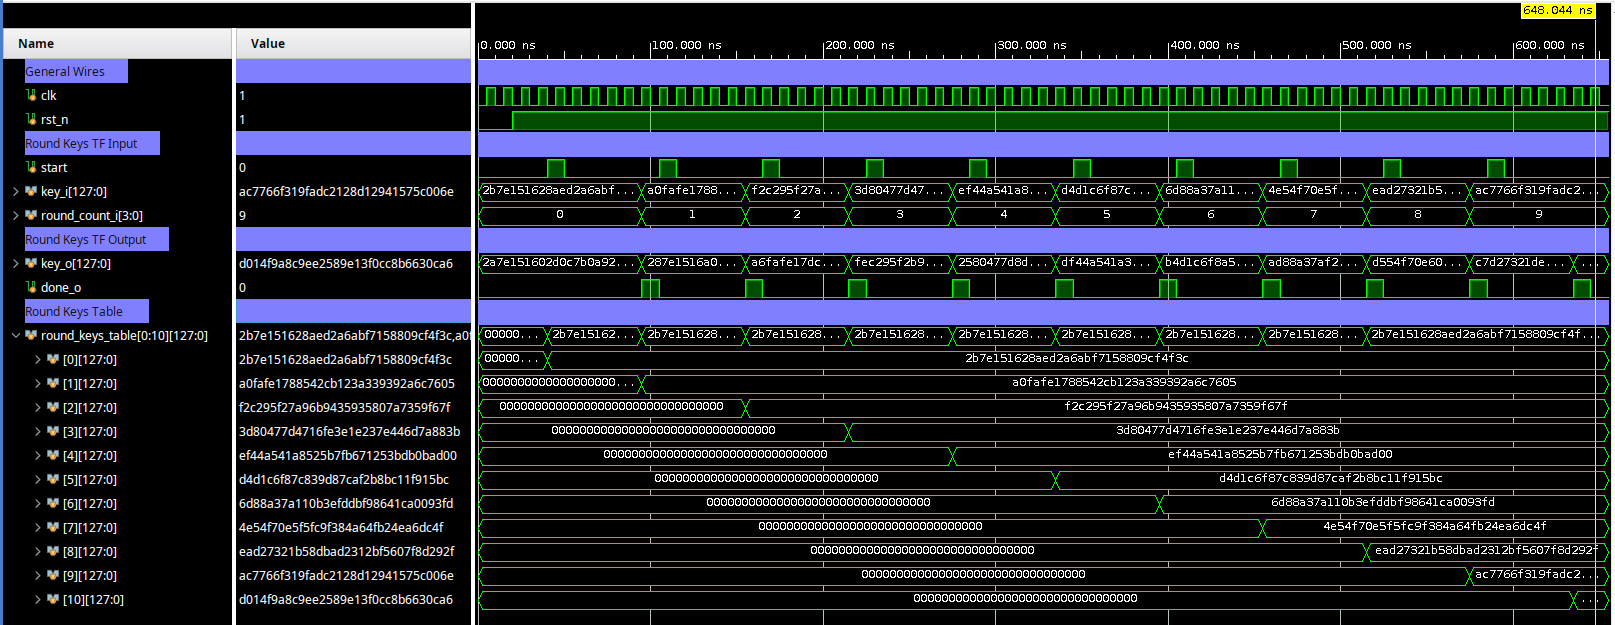 648.044 ns
Name Value 0.000 ns 100.000 ns 200.000 ns 300.000 ns 400.000 ns 500.000 ns 600.000 ns
General Wires
clk 1
rst_n 1
Round Keys TF Input
start 0
key_i[127:0] ac7766f319fadc2128d12941575c006e 2b7e151628aed2a6abf... a0fafe1788... f2c295f27a... 3d80477d47... ef44a541a8... d4d1c6f87c... 6d88a37a11... 4e54f70e5f... ead27321b5... ac7766f319fadc2...
round_count_i[3:0] 9 0 1 2 3 4 5 6 7 8 9
Round Keys TF Output
key_o[127:0] d014f9a8c9ee2589e13f0cc8b6630ca6 2a7e151602d0c7b0a92... 287e1516a0... a6fafe17dc... fec295f2b9... 2580477d8d... df44a541a3... b4d1c6f8a5... ad88a37af2... d554f70e60... c7d27321de... ...
done_o 0
Round Keys Table
round_keys_table[0:10][127:0] 2b7e151628aed2a6abf7158809cf4f3c,a0f 00000... 2b7e15162... 2b7e151628... 2b7e151628... 2b7e151628... 2b7e151628... 2b7e151628... 2b7e151628... 2b7e151628... 2b7e151628aed2a6abf7158809cf4f...
[0][127:0] 2b7e151628aed2a6abf7158809cf4f3c 00000... 2b7e151628aed2a6abf7158809cf4f3c
[1][127:0] a0fafe1788542cb123a339392a6c7605 00000000000000000000... a0fafe1788542cb123a339392a6c7605
[2][127:0] f2c295f27a96b9435935807a7359f67f 00000000000000000000000000000000 f2c295f27a96b9435935807a7359f67f
[3][127:0] 3d80477d4716fe3e1e237e446d7a883b 00000000000000000000000000000000 3d80477d4716fe3e1e237e446d7a883b
[4][127:0] ef44a541a8525b7fb671253bdb0bad00 00000000000000000000000000000000 ef44a541a8525b7fb671253bdb0bad00
[5][127:0] d4d1c6f87c839d87caf2b8bc11f915bc 00000000000000000000000000000000 d4d1c6f87c839d87caf2b8bc11f915bc
[6][127:0] 6d88a37a110b3efddbf98641ca0093fd 00000000000000000000000000000000 6d88a37a110b3efddbf98641ca0093fd
[7][127:0] 4e54f70e5f5fc9f384a64fb24ea6dc4f 00000000000000000000000000000000 4e54f70e5f5fc9f384a64fb24ea6dc4f
[8][127:0] ead27321b58dbad2312bf5607f8d292f 00000000000000000000000000000000 ead27321b58dbad2312bf5607f8d292f
[9][127:0] ac7766f319fadc2128d12941575c006e 00000000000000000000000000000000 ac7766f319fadc2...
[10][127:0] d014f9a8c9ee2589e13f0cc8b6630ca6 00000000000000000000000000000000 ...